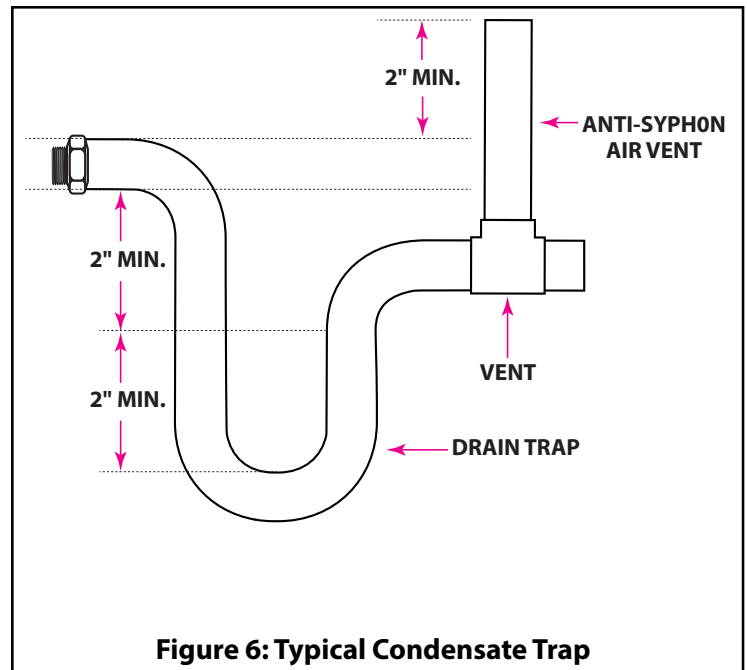 2" MIN.
ANTI-SYPH0N
AIR VENT
2" MIN.
2" MIN.
VENT
DRAIN TRAP
Figure 6: Typical Condensate Trap